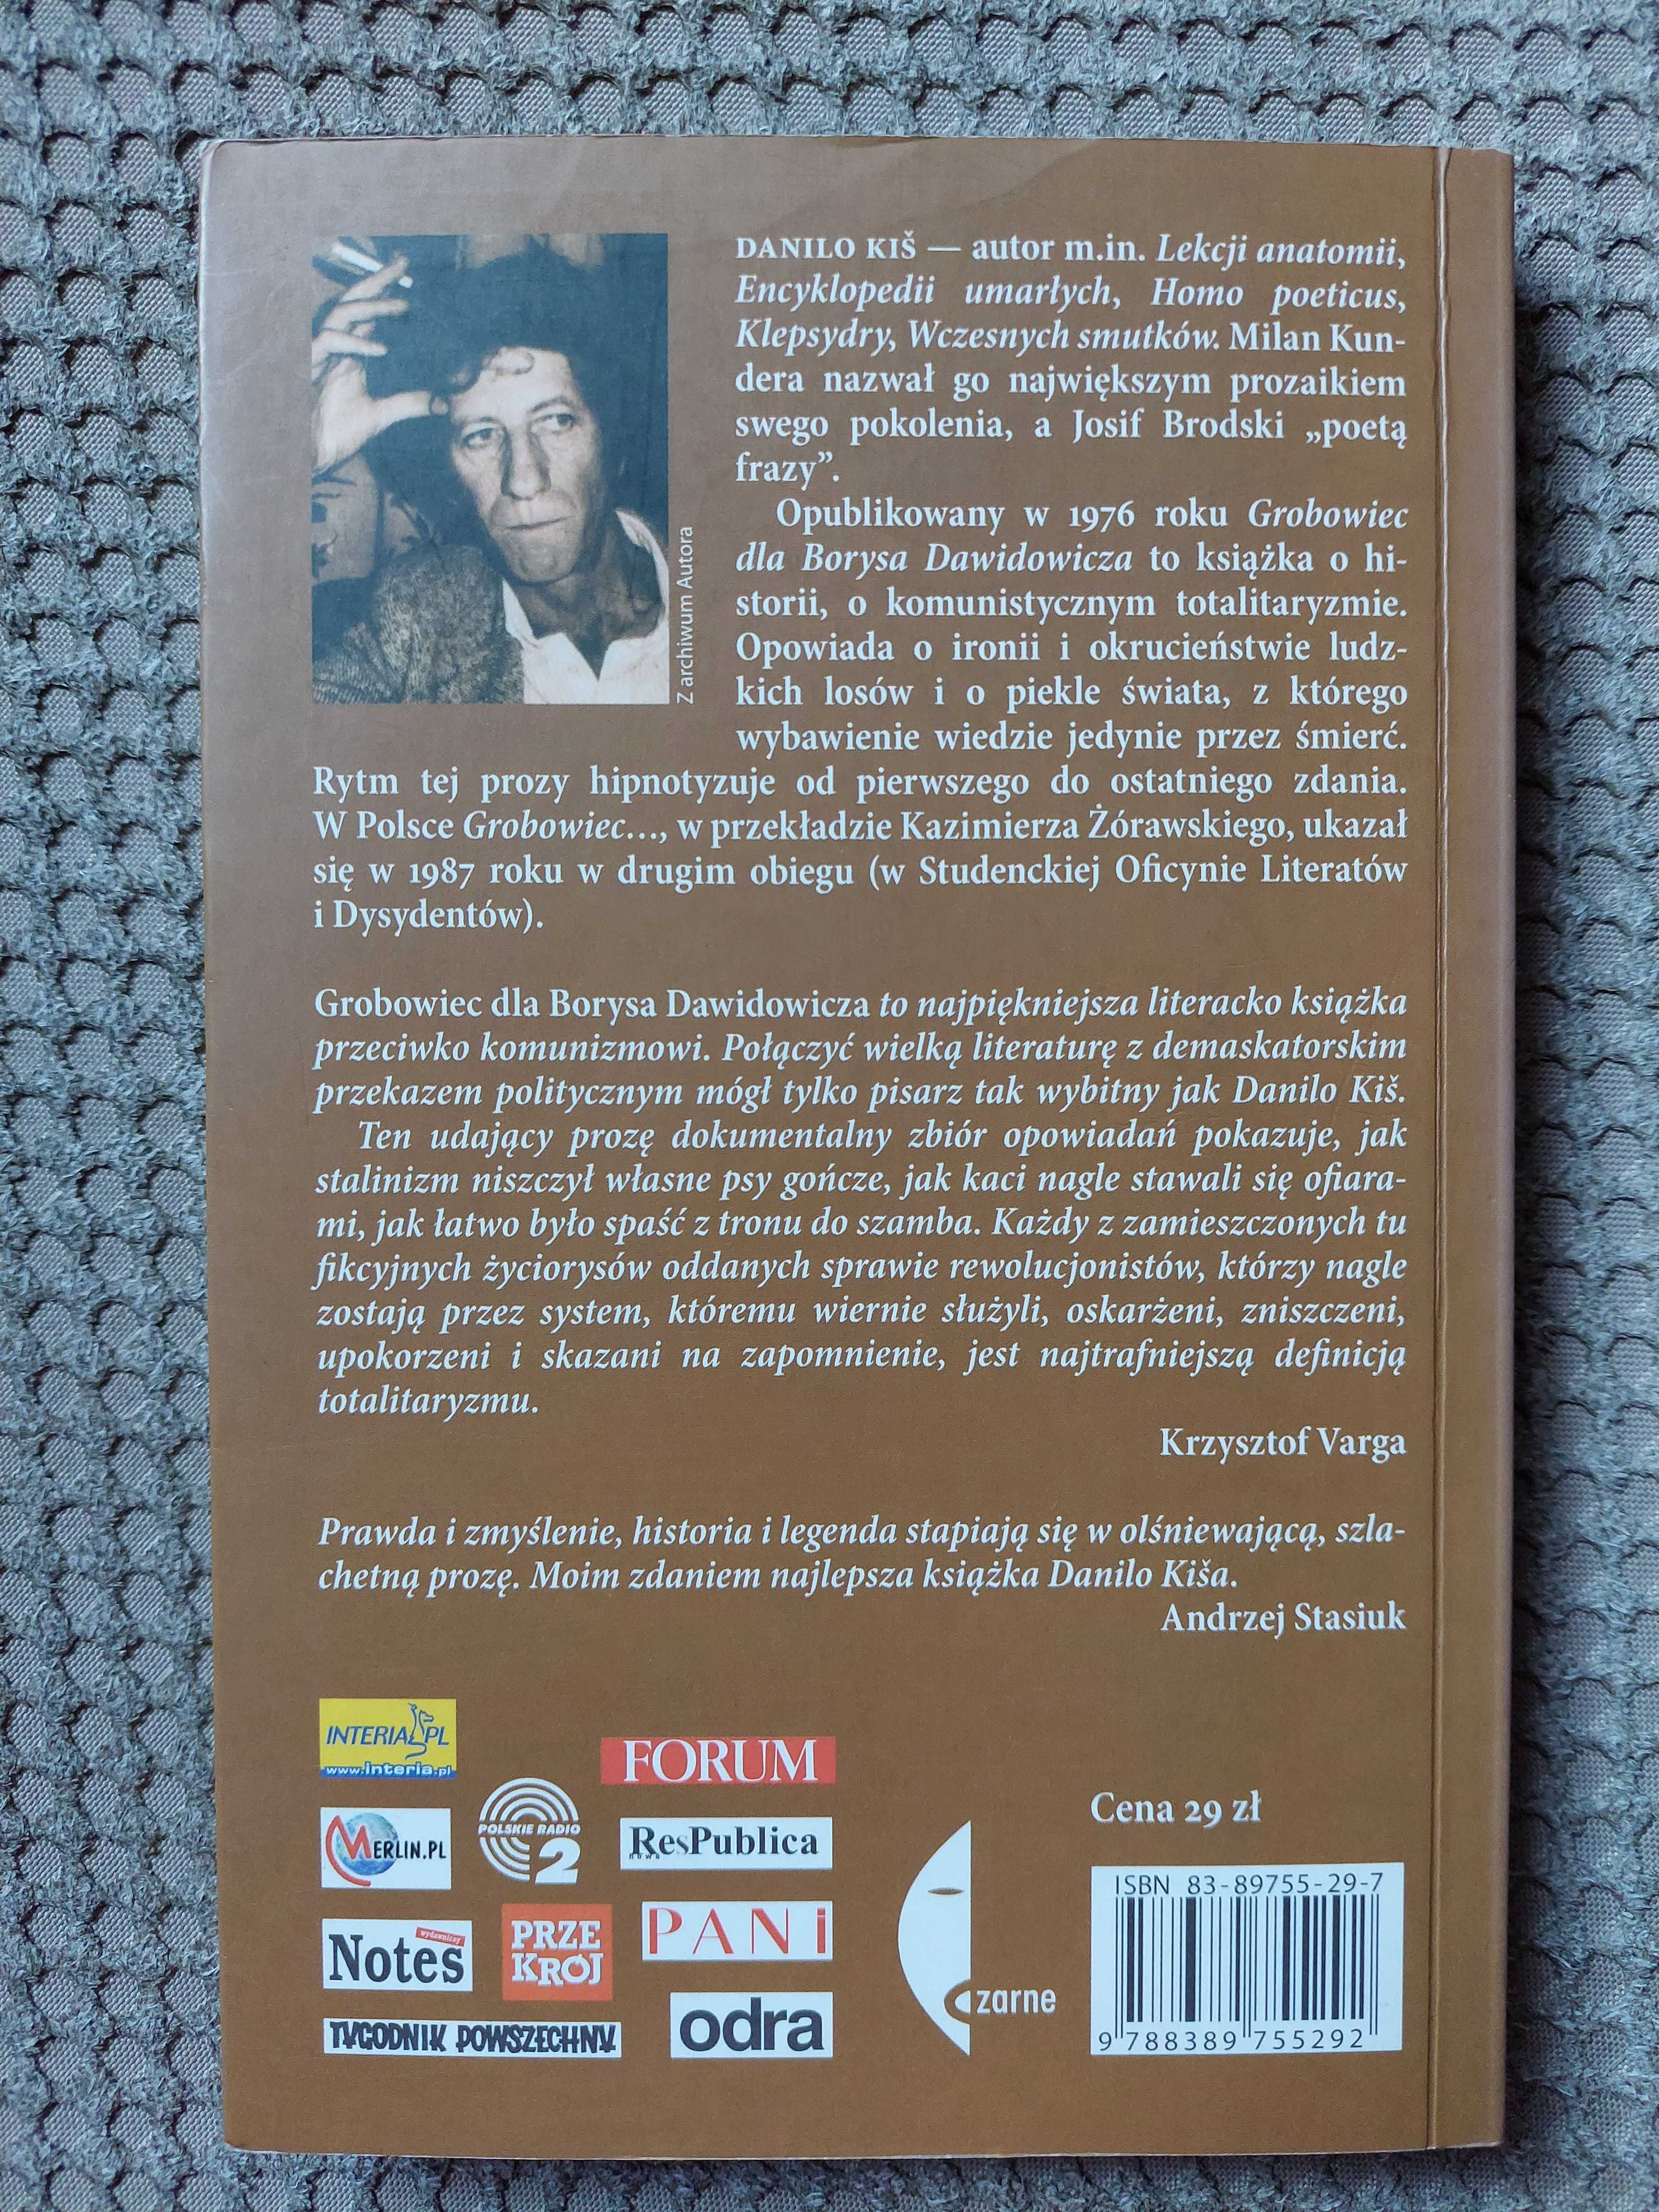 DANILO KIŠ — autor m.in. Lekcji anatomii,
Encyklopedii umarłych, Homo poeticus,
Klepsydry, Wczesnych smutków. Milan Kun-
dera nazwał go największym prozaikiem
swego pokolenia, a Josif Brodski „poetą
frazy”.
Opublikowany w 1976 roku Grobowiec
dla Borysa Dawidowicza to książka o hi-
storii, o komunistycznym totalitaryzmie.
Opowiada o ironii i okrucieństwie ludz-
kich losów i o piekle świata, z którego
wybawienie wiedzie jedynie przez śmierć.
Z archiwum Autora
Rytm tej prozy hipnotyzuje od pierwszego do ostatniego zdania.
W Polsce Grobowiec..., w przekładzie Kazimierza Żórawskiego, ukazał
się w 1987 roku w drugim obiegu (w Studenckiej Oficynie Literatów
i Dysydentów).
Grobowiec dla Borysa Dawidowicza to najpiękniejsza literacko książka
przeciwko komunizmowi. Połączyć wielką literaturę z demaskatorskim
przekazem politycznym mógł tylko pisarz tak wybitny jak Danilo Kiš.
Ten udający prozę dokumentalny zbiór opowiadań pokazuje, jak
stalinizm niszczył własne psy gończe, jak kaci nagle stawali się ofiara-
mi, jak łatwo było spaść z tronu do szamba. Każdy z zamieszczonych tu
fikcyjnych życiorysów oddanych sprawie rewolucjonistów, którzy nagle
zostają przez system, któremu wiernie służyli, oskarżeni, zniszczeni,
upokorzeni i skazani na zapomnienie, jest najtrafniejszą definicją
totalitaryzmu.
Krzysztof Varga
Prawda i zmyślenie, historia i legenda stapiają się w olśniewającą, szla-
chetną prozę. Moim zdaniem najlepsza książka Danilo Kiša.
Andrzej Stasiuk
INTERIA.PL
www.interia.pl
FORUM
MERLIN.PL
POLSKIE RADIO
2
ResPublica
nowa
Notes
wydawniczy
PRZE
KRÓJ
PANi
TYGODNIK POWSZECHNY
odra
Czarne
Cena 29 zł
ISBN 83-89755-29-7
9 788389 755292